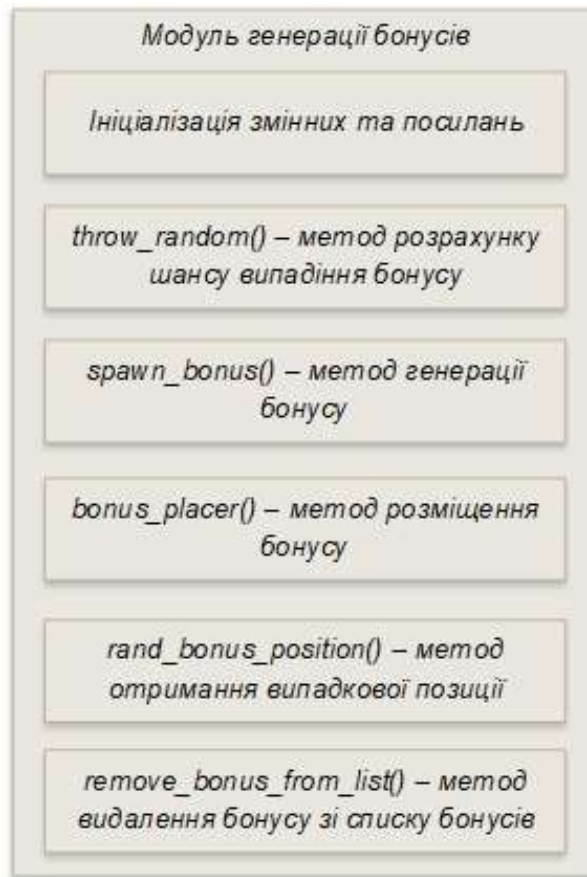 Модуль генерації бонусів
Ініціалізація змінних та посилань
throw_random() – метод розрахунку
шансу випадіння бонусу
spawn_bonus() – метод генерації
бонусу
bonus_placer() – метод розміщення
бонусу
rand_bonus_position() – метод
отримання випадкової позиції
remove_bonus_from_list() – метод
видалення бонусу зі списку бонусів